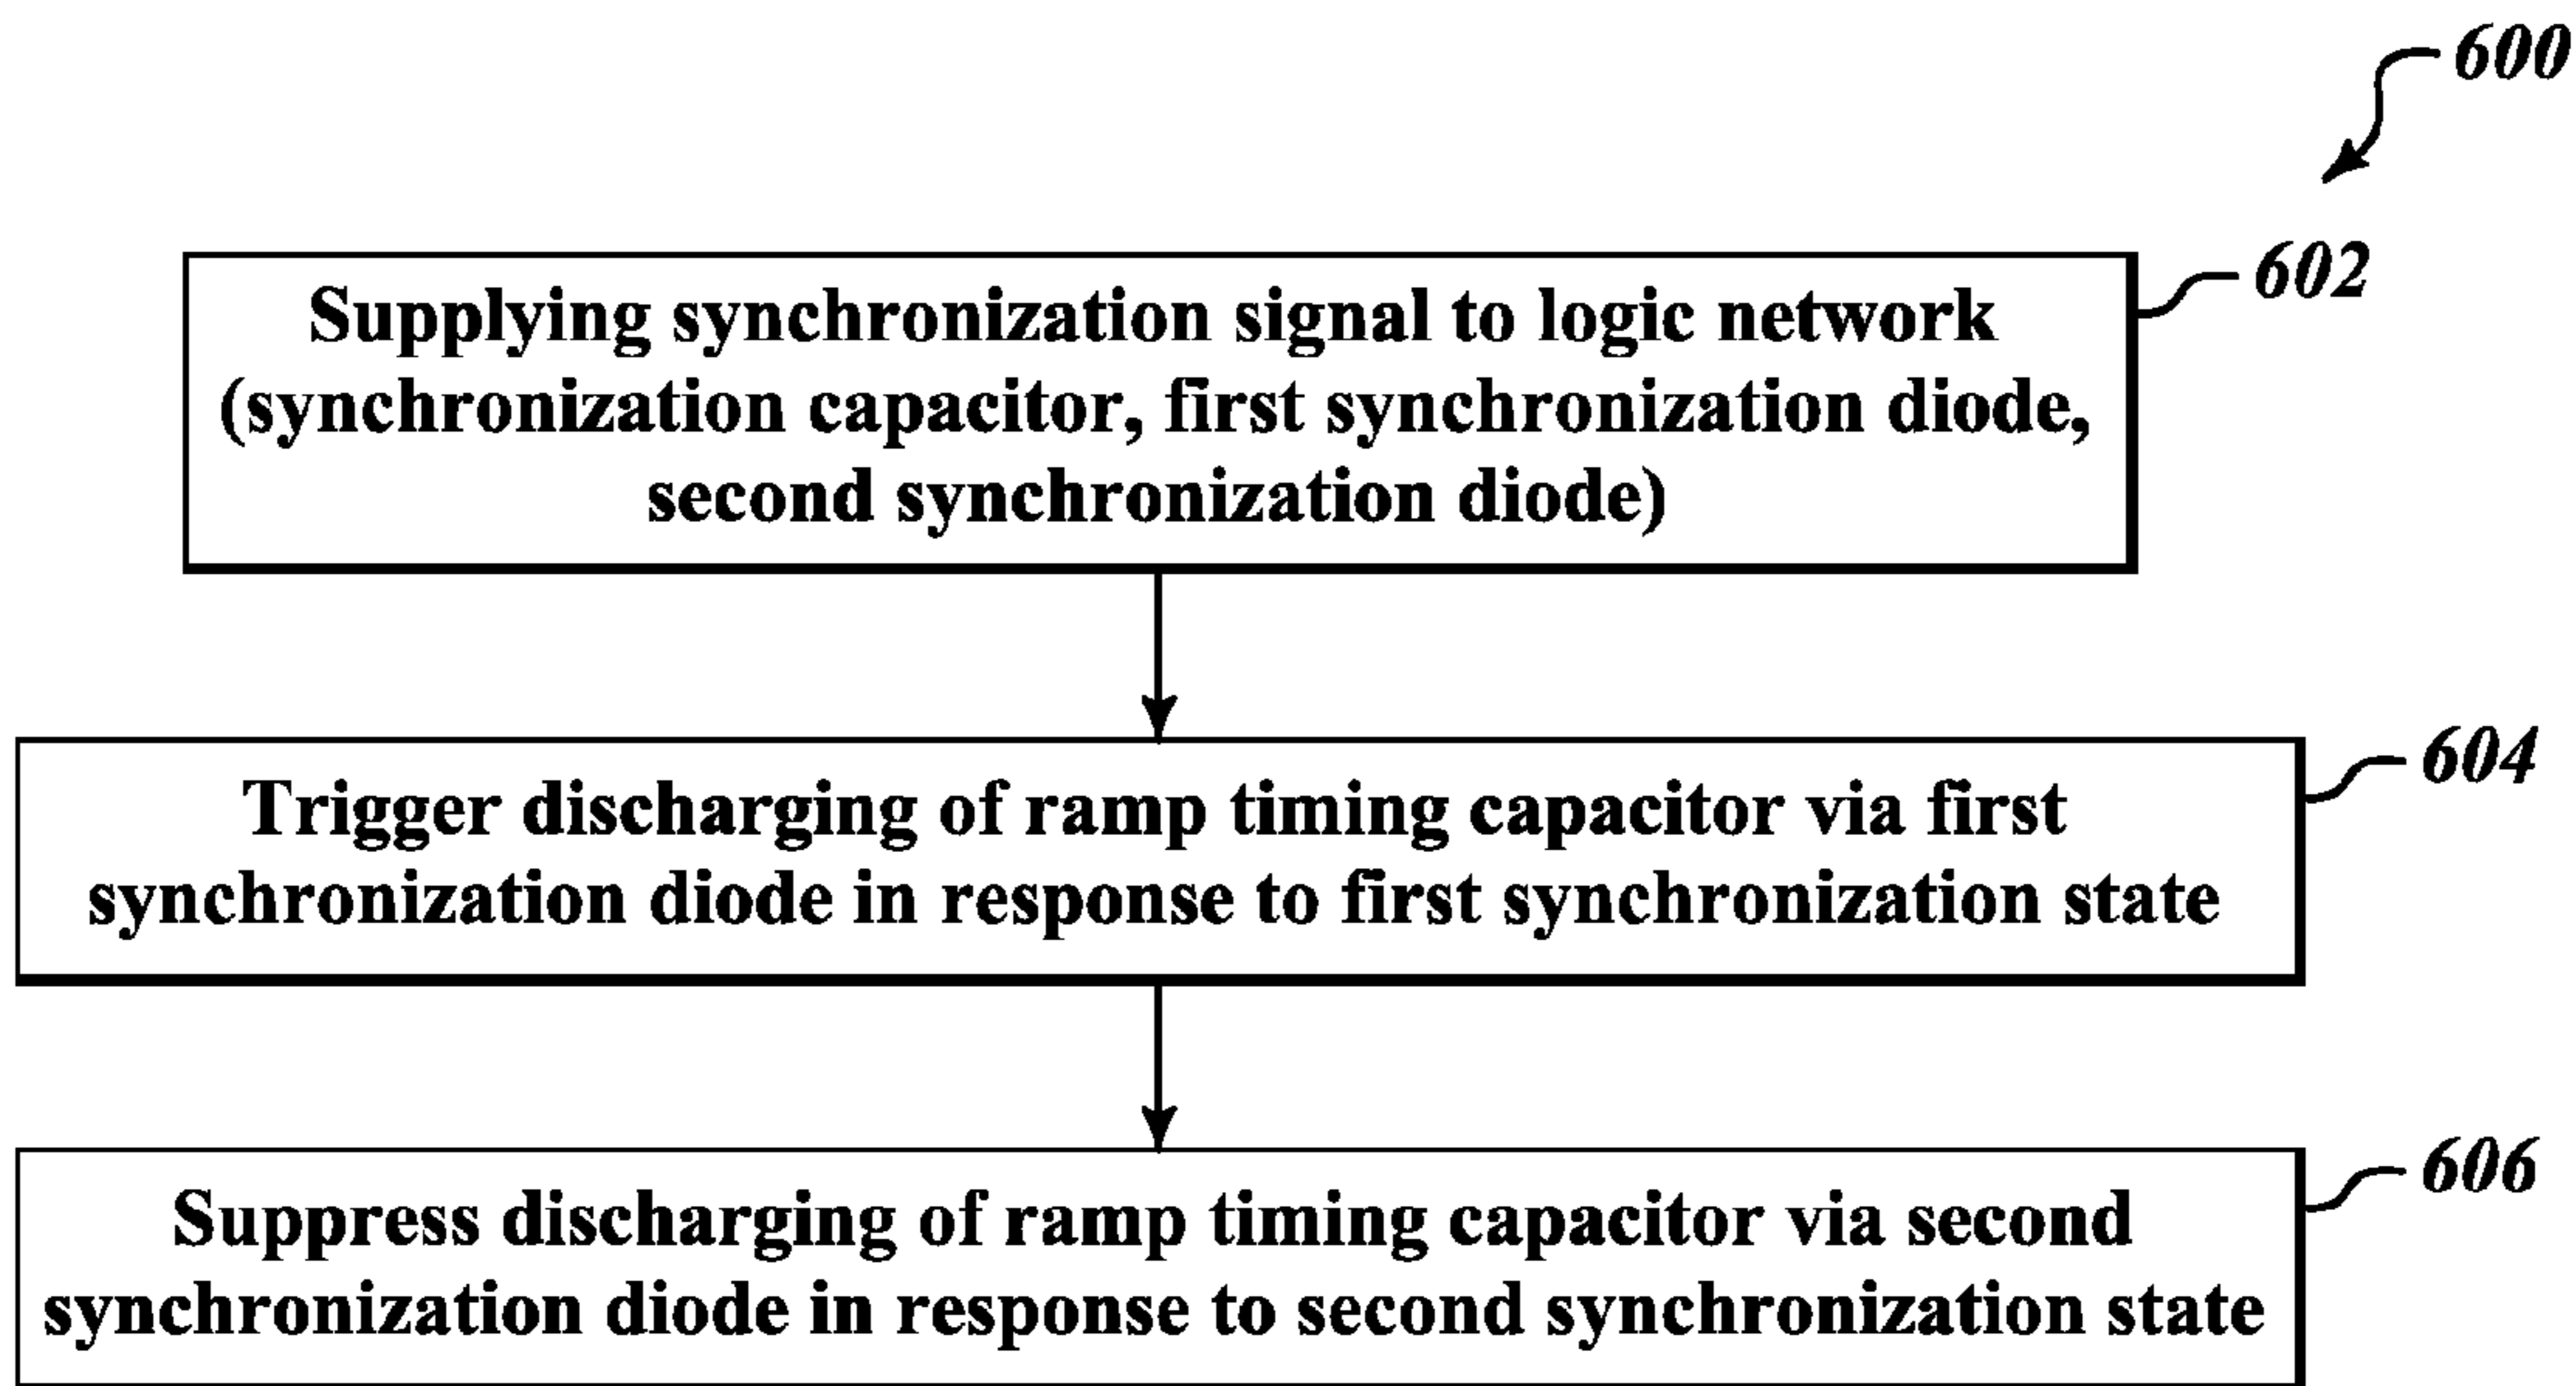 600
602
Supplying synchronization signal to logic network
(synchronization capacitor, first synchronization diode,
second synchronization diode)
604
Trigger discharging of ramp timing capacitor via first
synchronization diode in response to first synchronization state
606
Suppress discharging of ramp timing capacitor via second
synchronization diode in response to second synchronization state